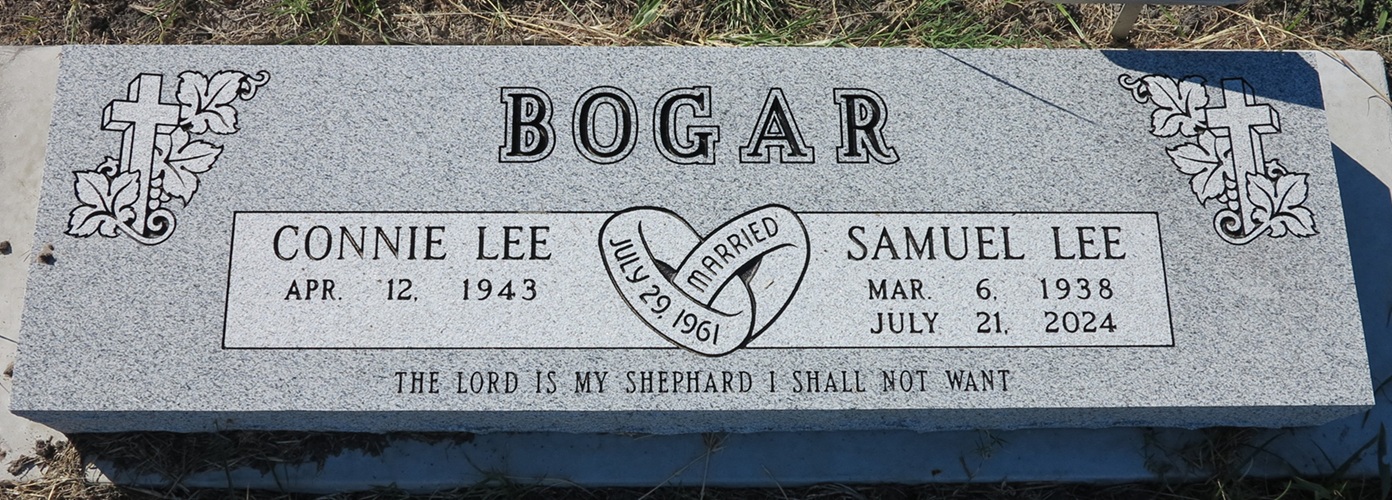 BOGAR
CONNIE LEE
APR. 12, 1943
MARRIED
JULY 29, 1961
SAMUEL LEE
MAR. 6, 1938
JULY 21, 2024
THE LORD IS MY SHEPHARD I SHALL NOT WANT